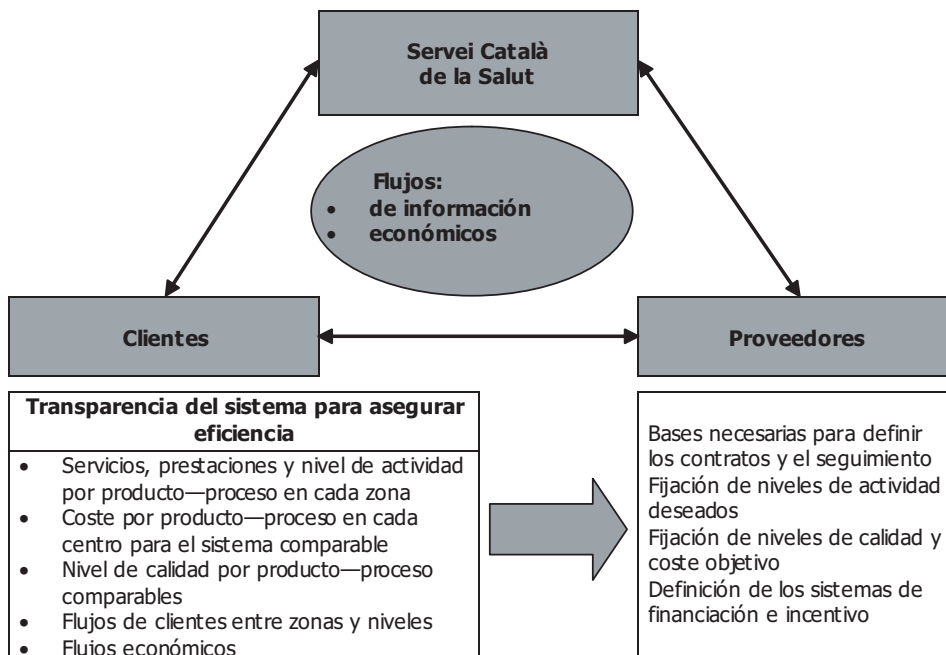 Servei Català
de la Salut
Flujos:
• de información
• económicos
Clientes
Proveedores
Transparencia del sistema para asegurar
eficiencia
• Servicios, prestaciones y nivel de actividad
por producto—proceso en cada zona
• Coste por producto—proceso en cada
centro para el sistema comparable
• Nivel de calidad por producto—proceso
comparables
• Flujos de clientes entre zonas y niveles
• Flujos económicos
Bases necesarias para definir
los contratos y el seguimiento
Fijación de niveles de actividad
deseados
Fijación de niveles de calidad y
coste objetivo
Definición de los sistemas de
financiación e incentivo